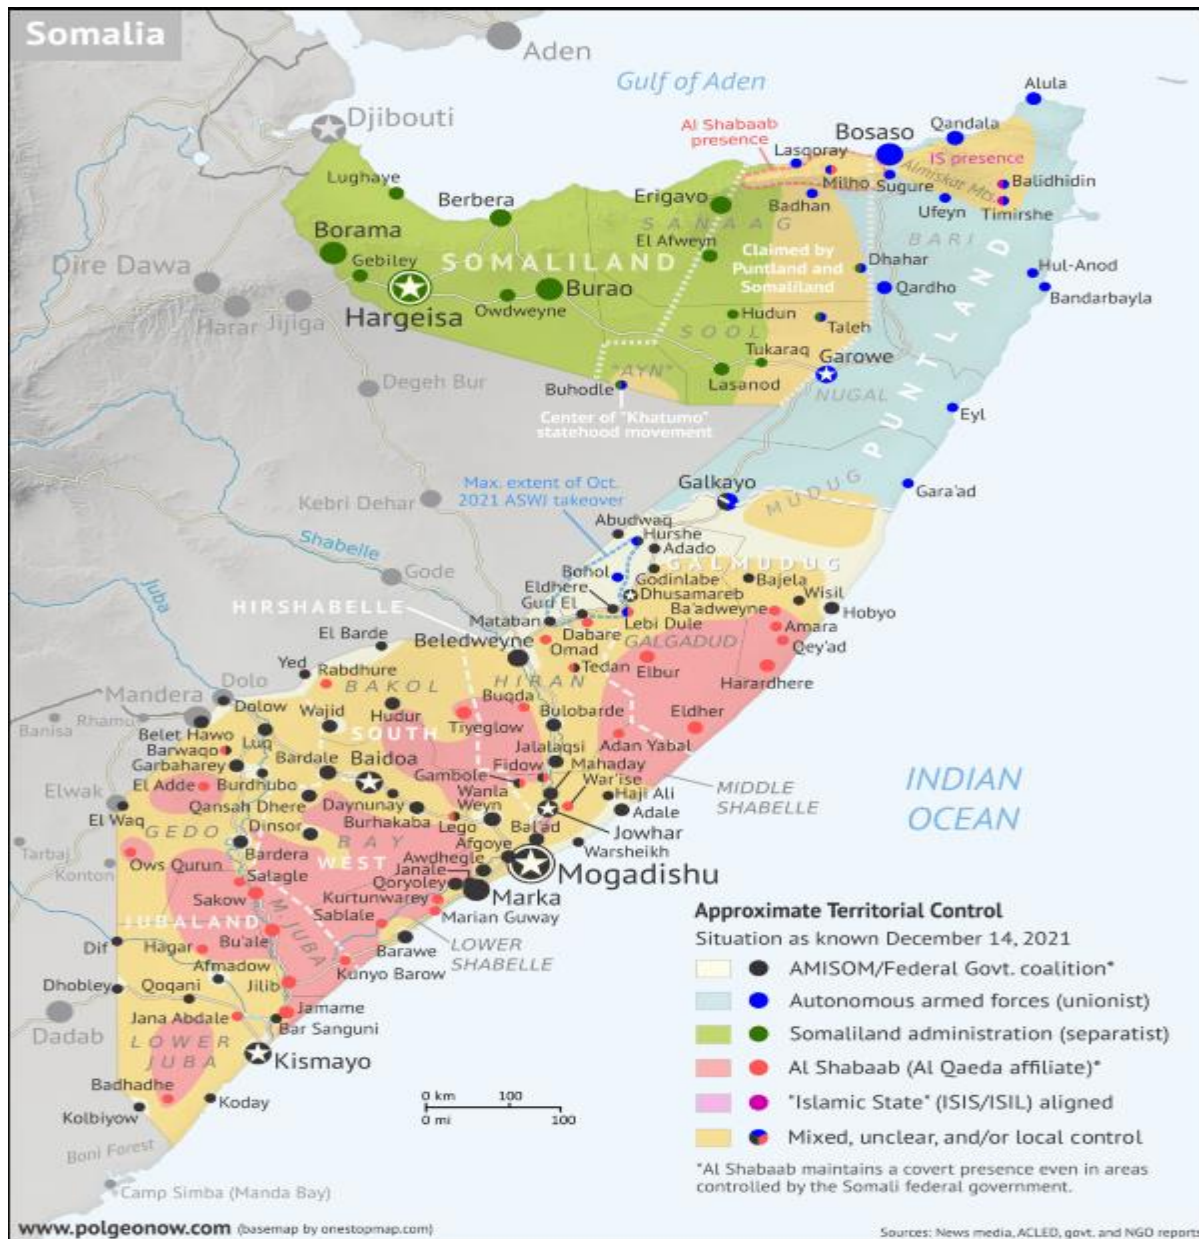 Somalia
Aden
Gulf of Aden
Alula
Djibouti
Al Shabaab
presence
Bosaso
Qandala
Lasqoray
IS presence
Lughaye
Milho
Sugure
Almiskat Mts.
Balidhidin
Berbera
Erigavo
Badhan
Ufeyn
Timirshe
SANAAG
Borama
El Afweyn
BARI
Gebiley
SOMALILAND
Claimed by
Puntland and
Somaliland
Dhahar
Hul-Anod
Dire Dawa
Qardho
Bandarbayla
Burao
Harar
Jijiga
Owdweyne
Hargeisa
Hudun
Taleh
SOOL
Tukaraq
Garowe
PUNTLAND
"AYN"
Degeh Bur
Buhodle
Lasanod
NUGAL
Center of "Khatumo"
statehood movement
Eyl
Max. extent of Oct.
2021 ASWJ takeover
Galkayo
Gara'ad
MUDUG
Kebri Dehar
Abudwaq
Hurshe
Shabelle
Adado
GALMUDUG
Bohol
Gode
Godinlabe
Bajela
Eldhere
Dhusamareb
Wisil
Juba
HIRSHABELLE
Guri El
Ba'adweyne
Hobyo
Mataban
Lebi Dule
Amara
El Barde
Dabare
Beledweyne
Omad
GALGADUD
Qey'ad
Yed
Rabdhure
Tedan
Elbur
Dolo
BAKOL
HIRAN
Harardhere
Mandera
Buqda
Banisa
Rhamu
Dolow
Wajid
Hudur
Bulobarde
Eldher
Belet Hawo
Tiyeglow
SOUTH
Luq
Jalalaqsi
Adan Yabal
Barwaqo
Bardale
Baidoa
Fidow
Mahaday
Garbaharey
Gambole
War'ise
El Adde
Burdhubo
Wanla
Weyn
Haji Ali
MIDDLE
SHABELLE
INDIAN
OCEAN
Elwak
Qansah Dhere
Daynunay
Adale
El Waq
Burhakaba
Lego
Jowhar
GEDO
Dinsor
BAY
Bal'ad
Tarbaj
Afgoye
Warsheikh
Bardera
WEST
Awdhegle
Konton
Ows Qurun
Mogadishu
Salagle
Janale
Qoryoley
Marka
Sakow
Kurtunwarey
JUBALAND
M. JUBA
Sablale
Marian Guway
Bu'ale
Dif
Hagar
Barawe
LOWER
SHABELLE
Afmadow
Kunyo Barow
Dhobley
Qoqani
Jilib
Jamame
Dadab
Jana Abdale
Bar Sanguni
LOWER
JUBA
Kismayo
Badhadhe
Koday
Kolbiyow
0 km
100
0 mi
100
Boni Forest
Camp Simba (Manda Bay)
Approximate Territorial Control
Situation as known December 14, 2021
AMISOM/Federal Govt. coalition*
Autonomous armed forces (unionist)
Somaliland administration (separatist)
Al Shabaab (Al Qaeda affiliate)*
"Islamic State" (ISIS/ISIL) aligned
Mixed, unclear, and/or local control
*Al Shabaab maintains a covert presence even in areas
controlled by the Somali federal government.
www.polgeonow.com (basemap by onestopmap.com)
Sources: News media, ACLED, govt. and NGO reports